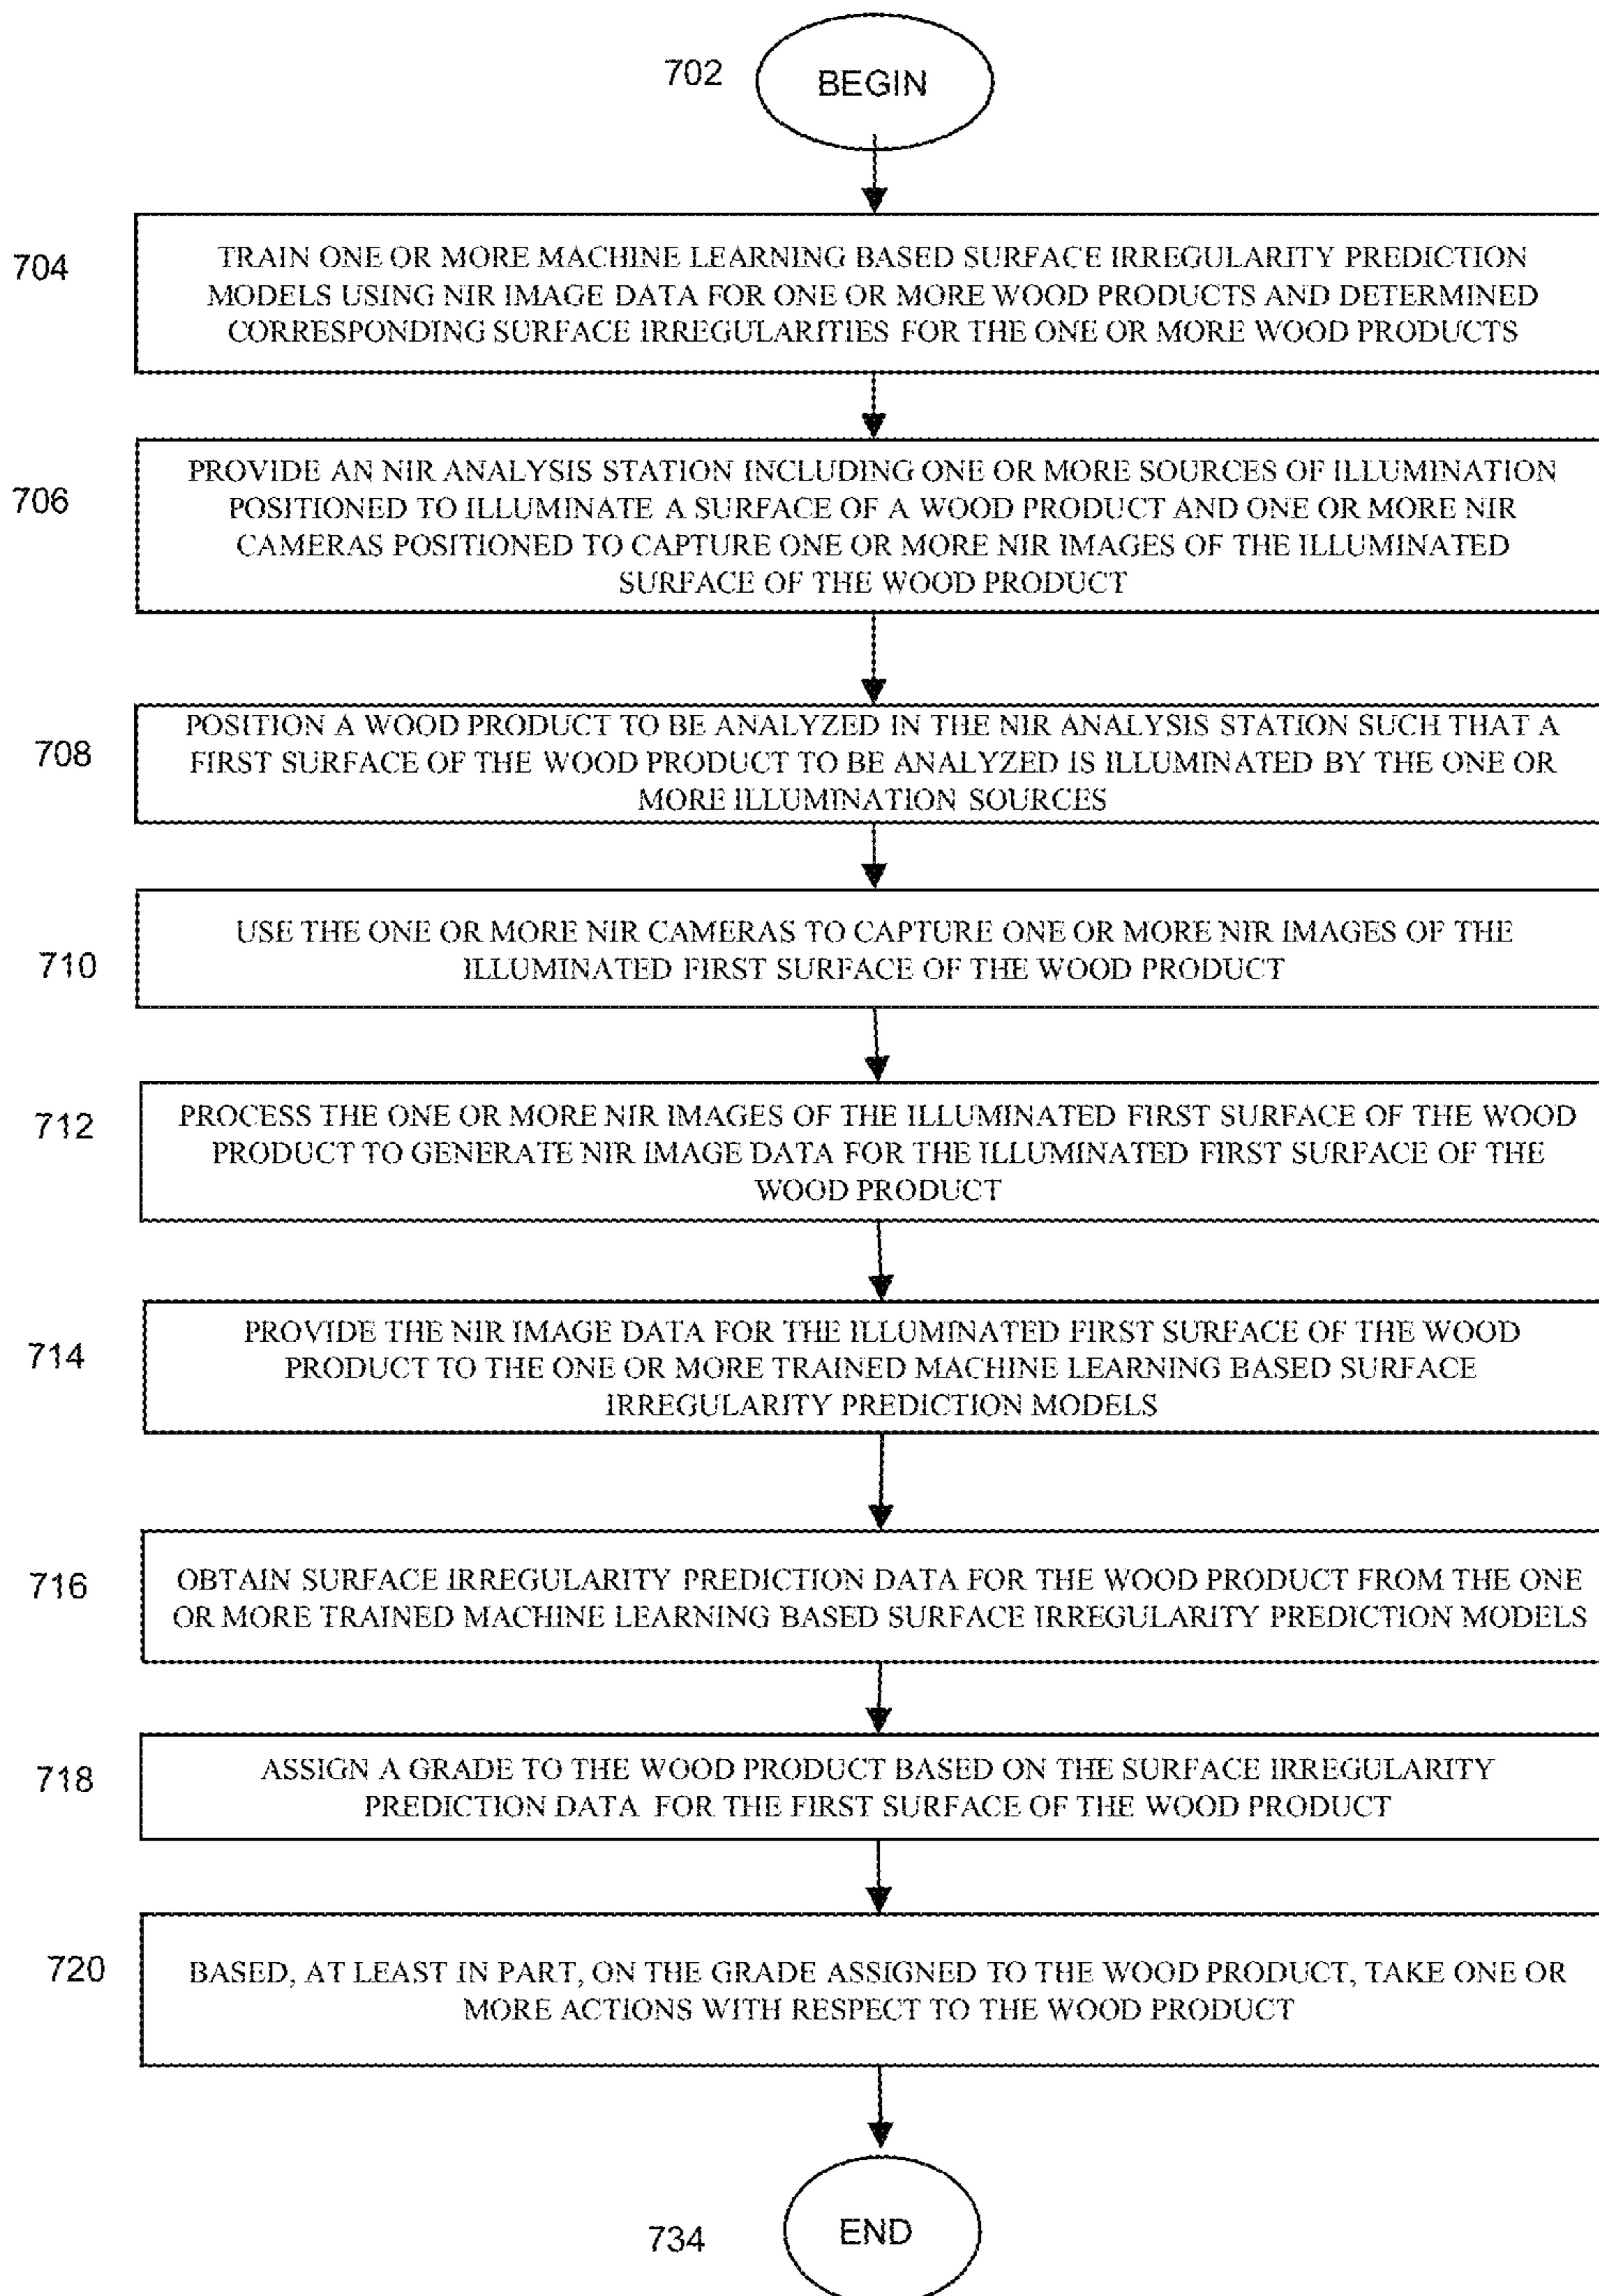 702
BEGIN
704
TRAIN ONE OR MORE MACHINE LEARNING BASED SURFACE IRREGULARITY PREDICTION
MODELS USING NIR IMAGE DATA FOR ONE OR MORE WOOD PRODUCTS AND DETERMINED
CORRESPONDING SURFACE IRREGULARITIES FOR THE ONE OR MORE WOOD PRODUCTS
706
PROVIDE AN NIR ANALYSIS STATION INCLUDING ONE OR MORE SOURCES OF ILLUMINATION
POSITIONED TO ILLUMINATE A SURFACE OF A WOOD PRODUCT AND ONE OR MORE NIR
CAMERAS POSITIONED TO CAPTURE ONE OR MORE NIR IMAGES OF THE ILLUMINATED
SURFACE OF THE WOOD PRODUCT
708
POSITION A WOOD PRODUCT TO BE ANALYZED IN THE NIR ANALYSIS STATION SUCH THAT A
FIRST SURFACE OF THE WOOD PRODUCT TO BE ANALYZED IS ILLUMINATED BY THE ONE OR
MORE ILLUMINATION SOURCES
710
USE THE ONE OR MORE NIR CAMERAS TO CAPTURE ONE OR MORE NIR IMAGES OF THE
ILLUMINATED FIRST SURFACE OF THE WOOD PRODUCT
712
PROCESS THE ONE OR MORE NIR IMAGES OF THE ILLUMINATED FIRST SURFACE OF THE WOOD
PRODUCT TO GENERATE NIR IMAGE DATA FOR THE ILLUMINATED FIRST SURFACE OF THE
WOOD PRODUCT
714
PROVIDE THE NIR IMAGE DATA FOR THE ILLUMINATED FIRST SURFACE OF THE WOOD
PRODUCT TO THE ONE OR MORE TRAINED MACHINE LEARNING BASED SURFACE
IRREGULARITY PREDICTION MODELS
716
OBTAIN SURFACE IRREGULARITY PREDICTION DATA FOR THE WOOD PRODUCT FROM THE ONE
OR MORE TRAINED MACHINE LEARNING BASED SURFACE IRREGULARITY PREDICTION MODELS
718
ASSIGN A GRADE TO THE WOOD PRODUCT BASED ON THE SURFACE IRREGULARITY
PREDICTION DATA FOR THE FIRST SURFACE OF THE WOOD PRODUCT
720
BASED, AT LEAST IN PART, ON THE GRADE ASSIGNED TO THE WOOD PRODUCT, TAKE ONE OR
MORE ACTIONS WITH RESPECT TO THE WOOD PRODUCT
734
END